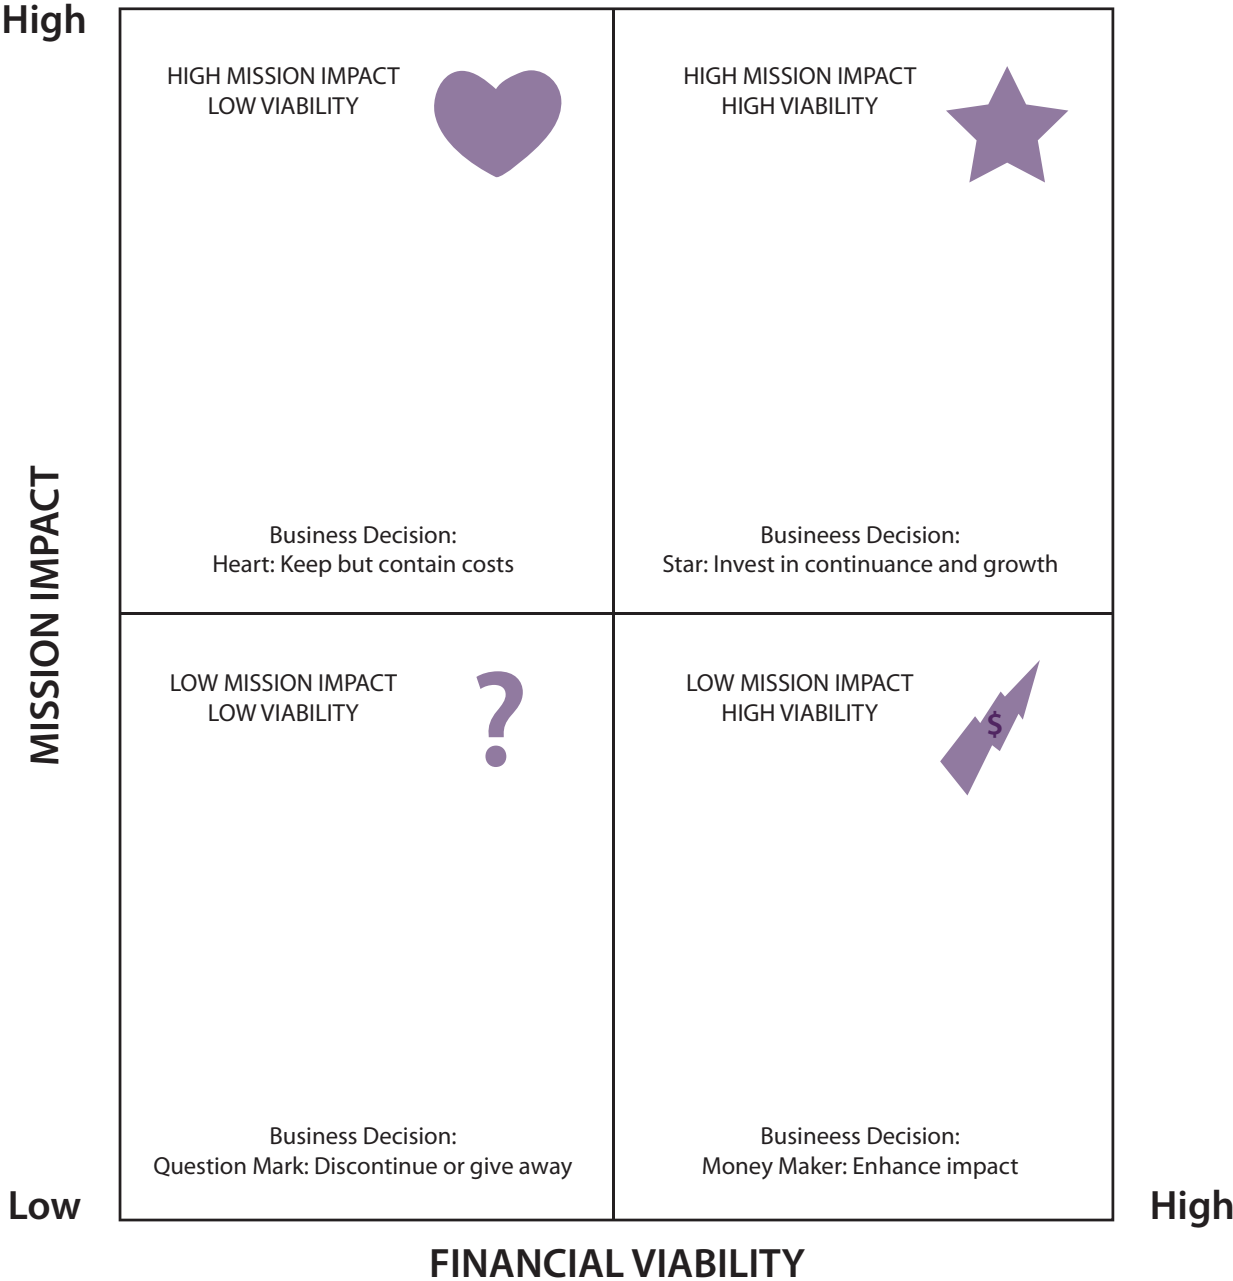 High
HIGH MISSION IMPACT
LOW VIABILITY
HIGH MISSION IMPACT
HIGH VIABILITY
Business Decision:
Heart: Keep but contain costs
Busineess Decision:
Star: Invest in continuance and growth
MISSION IMPACT
LOW MISSION IMPACT
LOW VIABILITY
?
LOW MISSION IMPACT
HIGH VIABILITY
$
Business Decision:
Question Mark: Discontinue or give away
Busineess Decision:
Money Maker: Enhance impact
Low
High
FINANCIAL VIABILITY